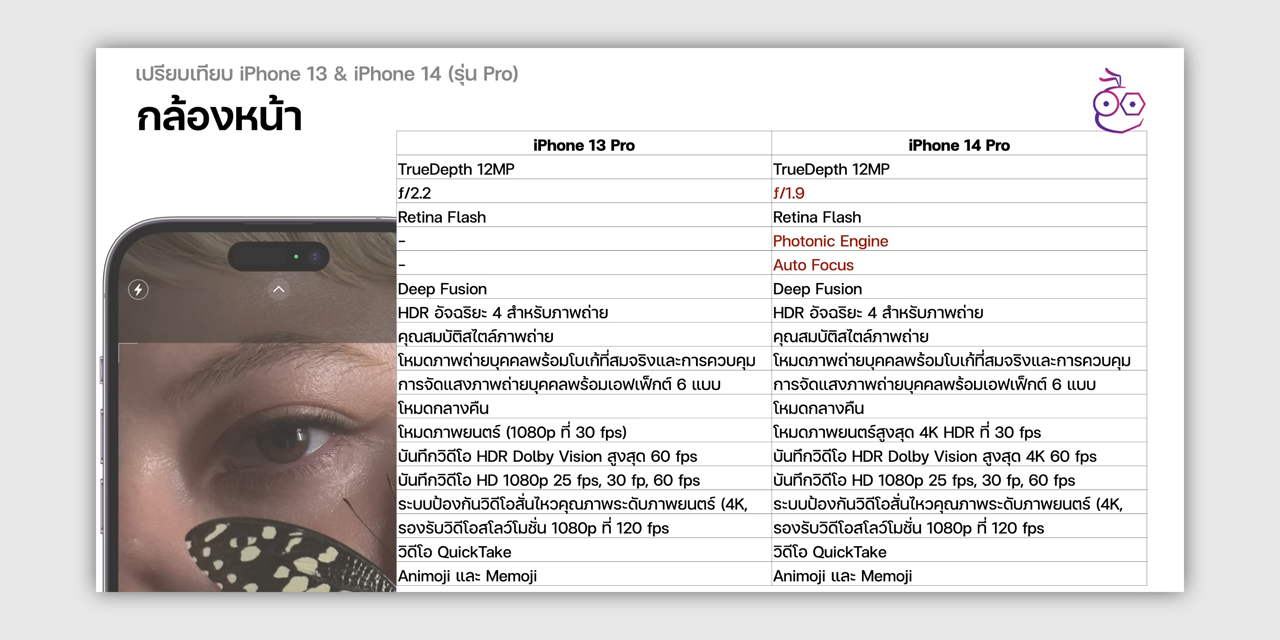 เปรียบเทียบ iPhone 13 & iPhone 14 (รุ่น Pro)
กล้องหน้า
iPhone 13 Pro iPhone 14 Pro
TrueDepth 12MP TrueDepth 12MP
ƒ/2.2 ƒ/1.9
Retina Flash Retina Flash
– Photonic Engine
– Auto Focus
Deep Fusion Deep Fusion
HDR อัจฉริยะ 4 สำหรับภาพถ่าย HDR อัจฉริยะ 4 สำหรับภาพถ่าย
คุณสมบัติสไตล์ภาพถ่าย คุณสมบัติสไตล์ภาพถ่าย
โหมดภาพถ่ายบุคคลพร้อมโบเก้ที่สมจริงและการควบคุม โหมดภาพถ่ายบุคคลพร้อมโบเก้ที่สมจริงและการควบคุม
การจัดแสงภาพถ่ายบุคคลพร้อมเอฟเฟ็กต์ 6 แบบ การจัดแสงภาพถ่ายบุคคลพร้อมเอฟเฟ็กต์ 6 แบบ
โหมดกลางคืน โหมดกลางคืน
โหมดภาพยนตร์ (1080p ที่ 30 fps) โหมดภาพยนตร์สูงสุด 4K HDR ที่ 30 fps
บันทึกวิดีโอ HDR Dolby Vision สูงสุด 60 fps บันทึกวิดีโอ HDR Dolby Vision สูงสุด 4K 60 fps
บันทึกวิดีโอ HD 1080p 25 fps, 30 fp, 60 fps บันทึกวิดีโอ HD 1080p 25 fps, 30 fp, 60 fps
ระบบป้องกันวิดีโอสั่นไหวคุณภาพระดับภาพยนตร์ (4K, ระบบป้องกันวิดีโอสั่นไหวคุณภาพระดับภาพยนตร์ (4K,
รองรับวิดีโอสโลว์โมชั่น 1080p ที่ 120 fps รองรับวิดีโอสโลว์โมชั่น 1080p ที่ 120 fps
วิดีโอ QuickTake วิดีโอ QuickTake
Animoji และ Memoji Animoji และ Memoji